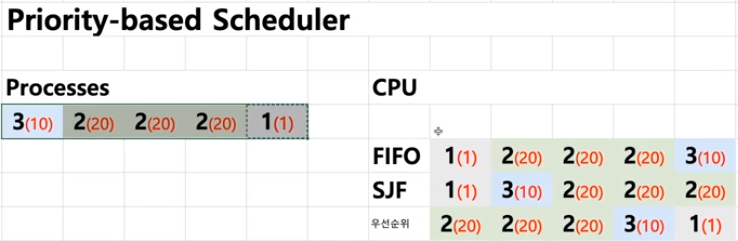 Priority-based Scheduler
Processes
CPU
3(10) 2(20) 2(20) 2(20) 1(1)
FIFO 1(1) 2(20) 2(20) 2(20) 3(10)
SJF 1(1) 3(10) 2(20) 2(20) 2(20)
우선순위 2(20) 2(20) 2(20) 3(10) 1(1)